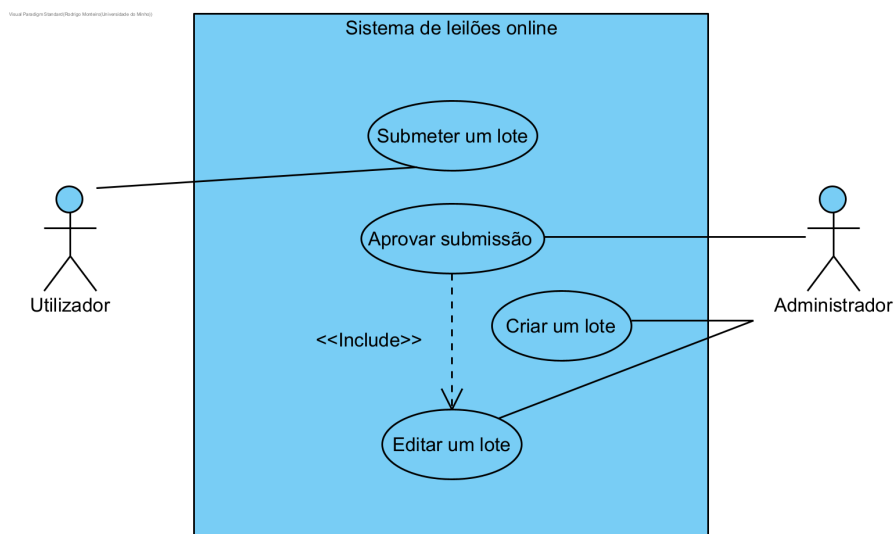 Visual Paradigm Standard(Rodrigo Monteiro(Universidade do Minho))
Sistema de leilões online
Submeter um lote
Aprovar submissão
Utilizador
Administrador
Criar um lote
<<Include>>
Editar um lote